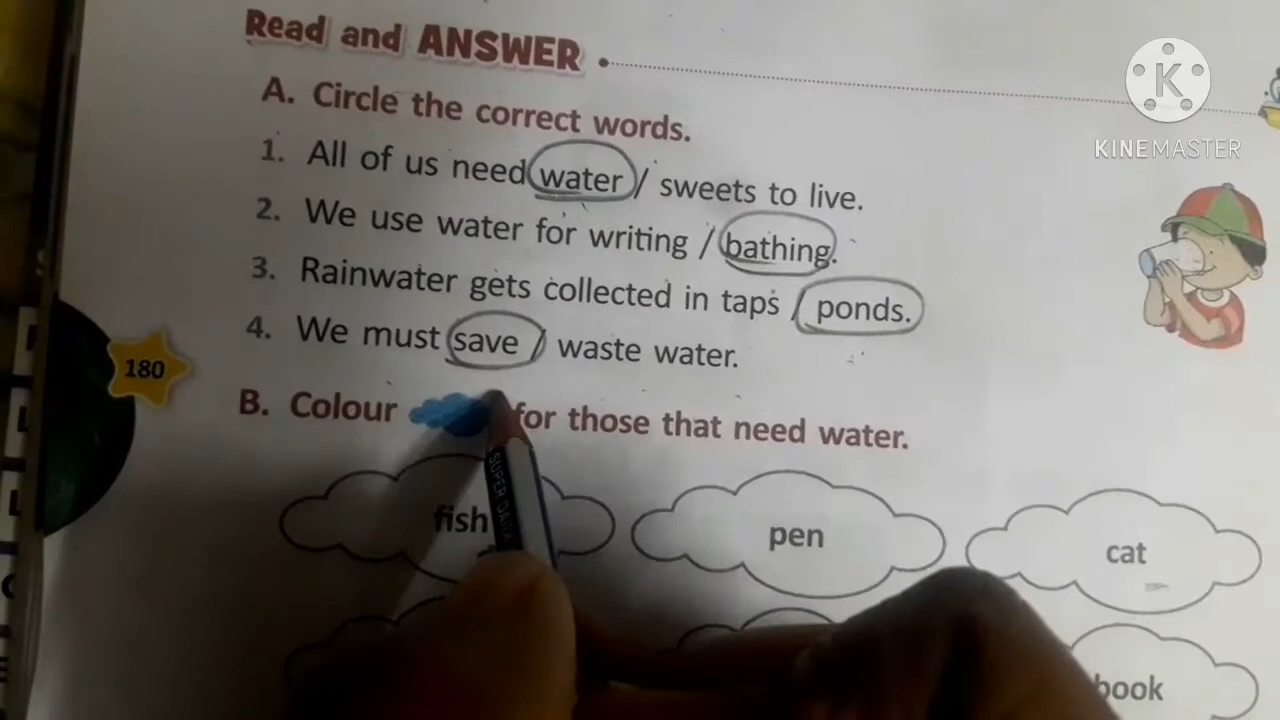 Read and ANSWER
A. Circle the correct words.
1. All of us need water / sweets to live.
2. We use water for writing / bathing.
3. Rainwater gets collected in taps / ponds.
4. We must save / waste water.
180
B. Colour for those that need water.
fish pen cat
book
K
KINEMASTER
SUPER DARK